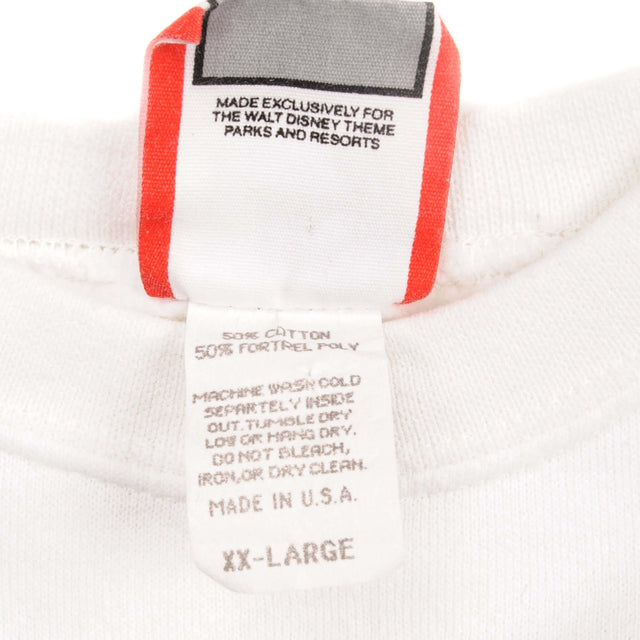 MADE EXCLUSIVELY FOR
THE WALT DISNEY THEME
PARKS AND RESORTS
50% COTTON
50% FORTREL POLY
MACHINE WASH COLD
SEPARTELY INSIDE
OUT. TUMBLE DRY
LOW OR HANG DRY.
DO NOT BLEACH,
IRON, OR DRY CLEAN.
MADE IN U.S.A.
XX-LARGE